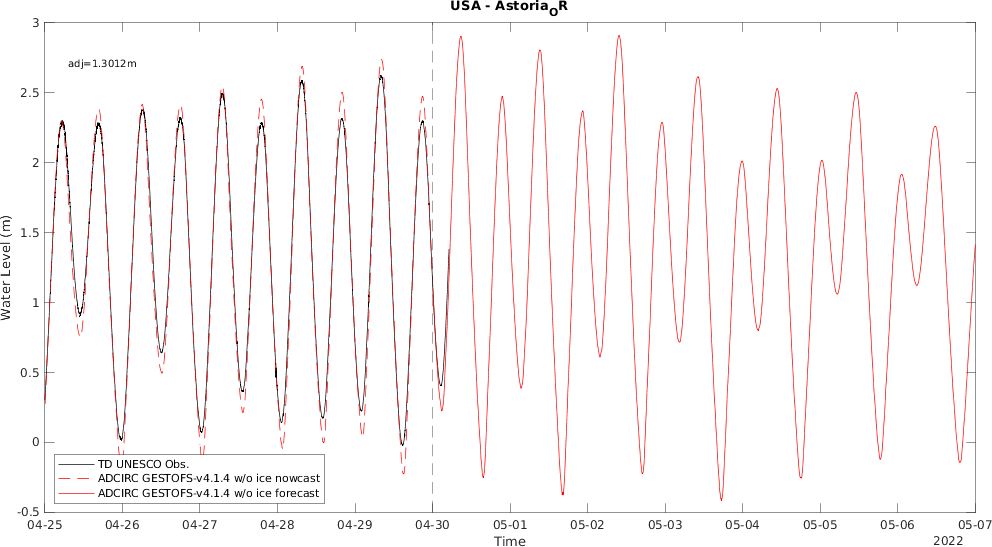 USA - AstoriaOR
adj=1.3012m
3
2.5
2
1.5
1
0.5
0
-0.5
Water Level (m)
TD UNESCO Obs.
ADCIRC GESTOFS-v4.1.4 w/o ice nowcast
ADCIRC GESTOFS-v4.1.4 w/o ice forecast
04-25 04-26 04-27 04-28 04-29 04-30 05-01 05-02 05-03 05-04 05-05 05-06 05-07
Time
2022